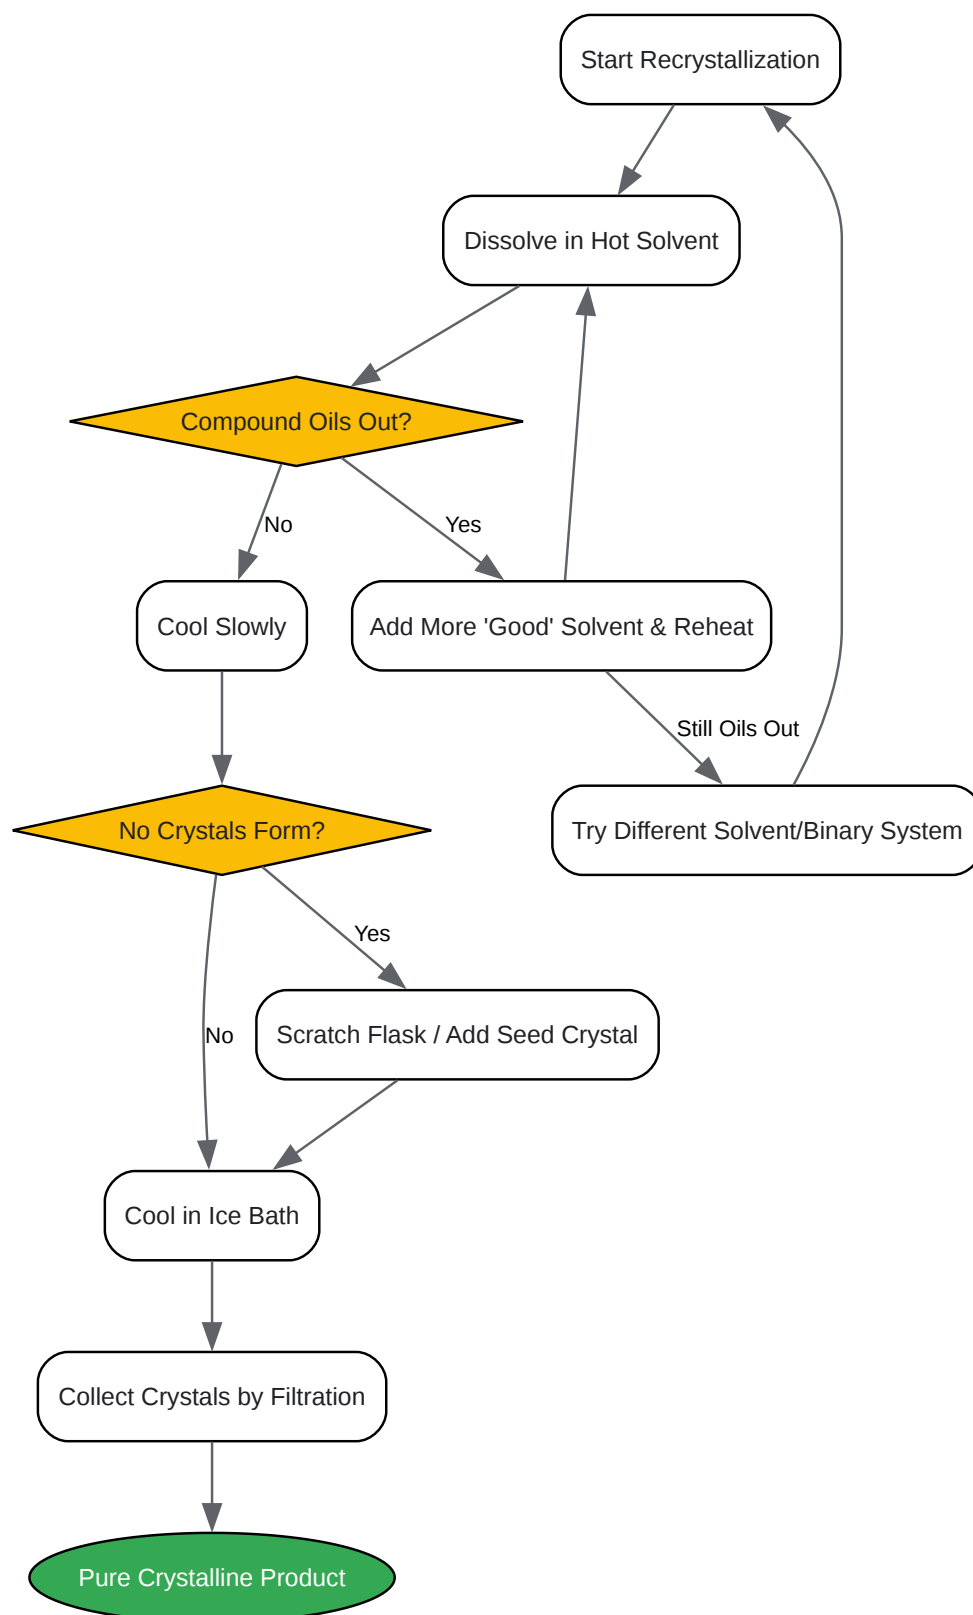 Start Recrystallization
Dissolve in Hot Solvent
Compound Oils Out?
No
Yes
Cool Slowly
Add More 'Good' Solvent & Reheat
Still Oils Out
No Crystals Form?
Try Different Solvent/Binary System
Yes
No
Scratch Flask / Add Seed Crystal
Cool in Ice Bath
Collect Crystals by Filtration
Pure Crystalline Product